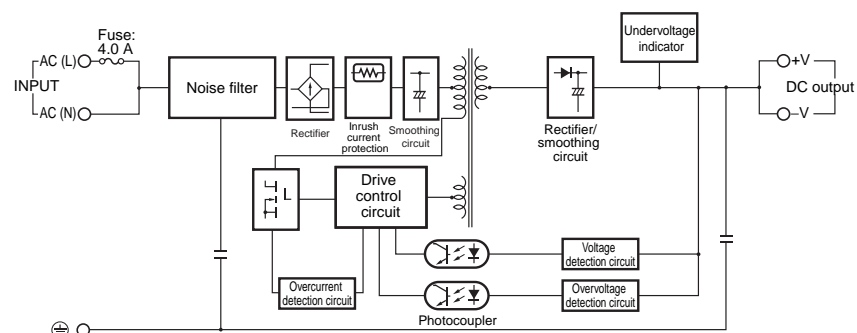 Fuse:
4.0 A
AC (L)
INPUT
AC (N)
Noise filter
Rectifier
Inrush
current
protection
Smoothing
circuit
Rectifier/
smoothing
circuit
Undervoltage
indicator
+V
DC output
−V
Drive
control
circuit
Overcurrent
detection circuit
Voltage
detection circuit
Overvoltage
detection circuit
Photocoupler